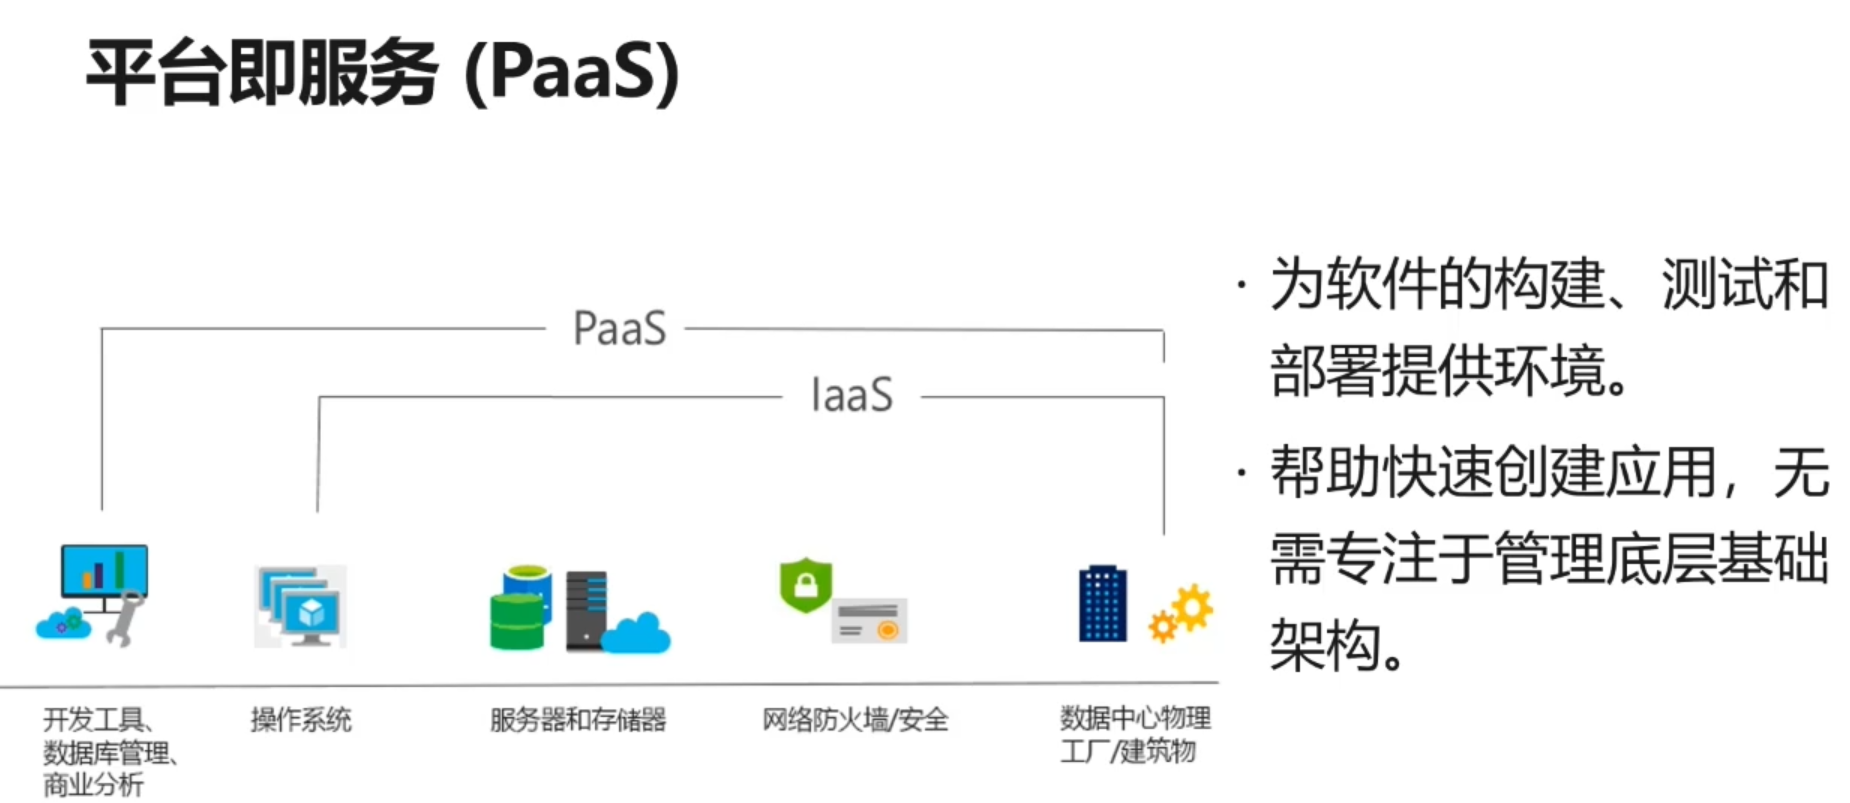 平台即服务 (PaaS)
PaaS
IaaS
开发工具、
数据库管理、
商业分析
操作系统
服务器和存储器
网络防火墙/安全
数据中心物理
工厂/建筑物
· 为软件的构建、测试和
部署提供环境。
· 帮助快速创建应用，无
需专注于管理底层基础
架构。